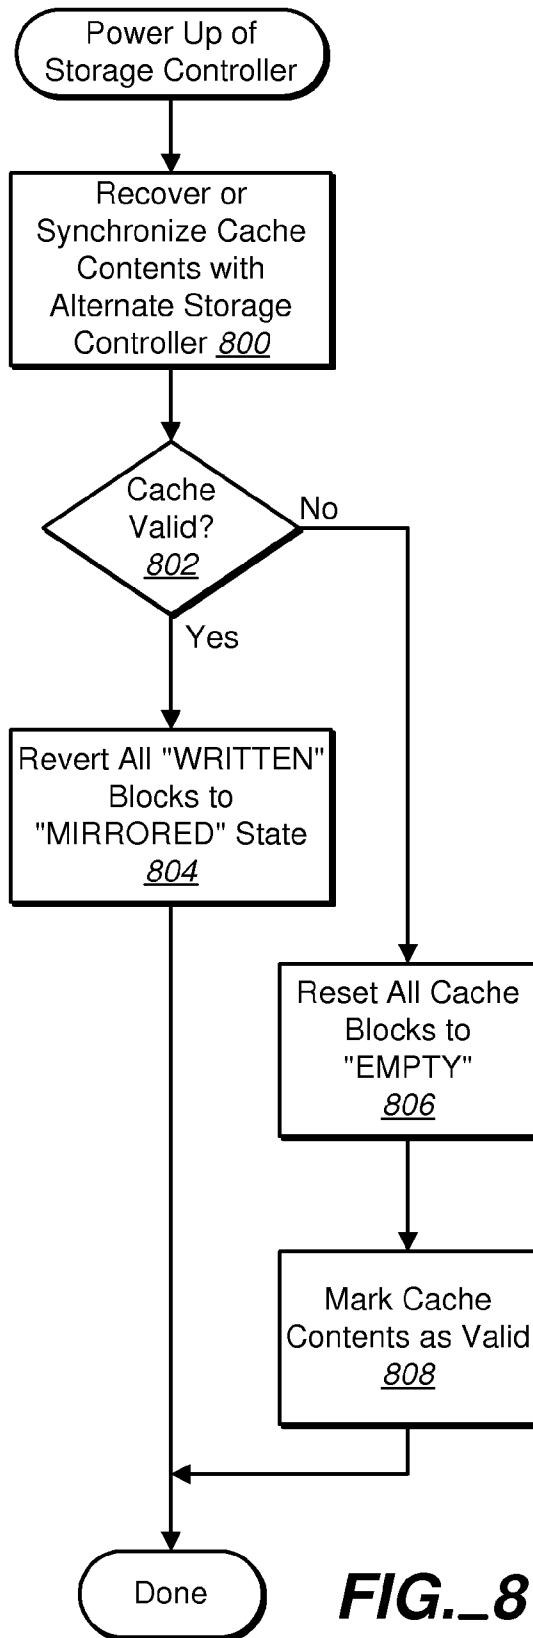 Power Up of
Storage Controller
Recover or
Synchronize Cache
Contents with
Alternate Storage
Controller 800
Cache
Valid?
802
No
Yes
Revert All "WRITTEN"
Blocks to
"MIRRORED" State
804
Reset All Cache
Blocks to
"EMPTY"
806
Mark Cache
Contents as Valid
808
Done
FIG._8